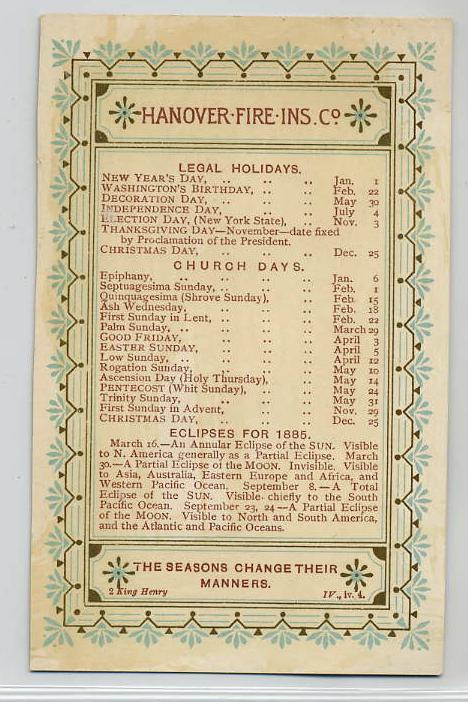 HANOVER·FIRE·INS. Co
LEGAL HOLIDAYS.
NEW YEAR'S DAY, .. .. .. Jan. 1
WASHINGTON'S BIRTHDAY, .. .. Feb. 22
DECORATION DAY, .. .. .. May 30
INDEPENDENCE DAY, .. .. .. July 4
ELECTION DAY, (New York State), .. .. Nov. 3
THANKSGIVING DAY—November—date fixed
by Proclamation of the President.
CHRISTMAS DAY, .. .. .. Dec. 25
CHURCH DAYS.
Epiphany, .. .. .. .. Jan. 6
Septuagesima Sunday, .. .. .. Feb. 1
Quinquagesima (Shrove Sunday), .. .. Feb. 15
Ash Wednesday, .. .. .. Feb. 18
First Sunday in Lent, .. .. .. Feb. 22
Palm Sunday, .. .. .. .. March 29
GOOD FRIDAY, .. .. .. April 3
EASTER SUNDAY, .. .. .. April 5
Low Sunday, .. .. .. .. April 12
Rogation Sunday, .. .. .. May 10
Ascension Day (Holy Thursday), .. .. May 14
PENTECOST (Whit Sunday), .. .. May 24
Trinity Sunday, .. .. .. May 31
First Sunday in Advent, .. .. Nov. 29
CHRISTMAS DAY, .. .. .. Dec. 25
ECLIPSES FOR 1885.
March 16.—An Annular Eclipse of the SUN. Visible
to N. America generally as a Partial Eclipse. March
30.—A Partial Eclipse of the MOON. Invisible. Visible
to Asia, Australia, Eastern Europe and Africa, and
Western Pacific Ocean. September 8.—A Total
Eclipse of the SUN. Visible chiefly to the South
Pacific Ocean. September 23, 24—A Partial Eclipse
of the MOON. Visible to North and South America,
and the Atlantic and Pacific Oceans.
THE SEASONS CHANGE THEIR
MANNERS.
2 King Henry IV., iv. 4.